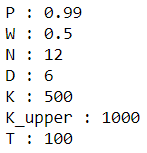 P : 0.99
W : 0.5
N : 12
D : 6
K : 500
K_upper : 1000
T : 100